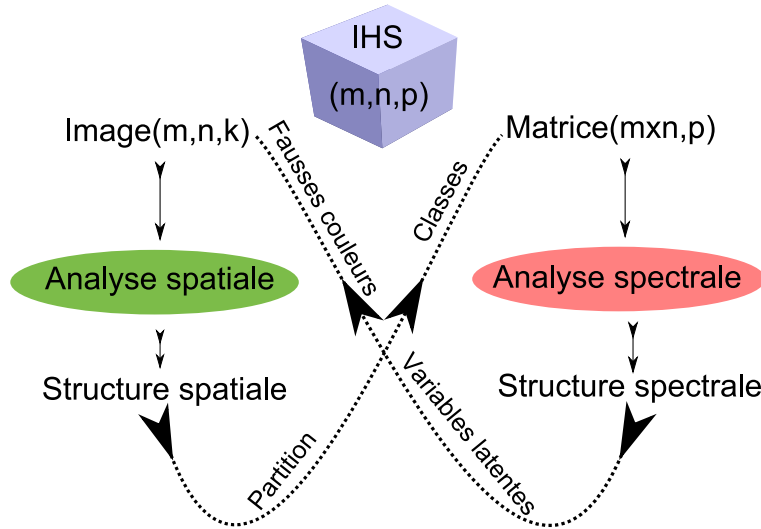 IHS
(m,n,p)
Image(m,n,k)
Matrice(mxn,p)
Fausses couleurs
Classes
Analyse spatiale
Analyse spectrale
Structure spatiale
Structure spectrale
Partition
Variables latentes